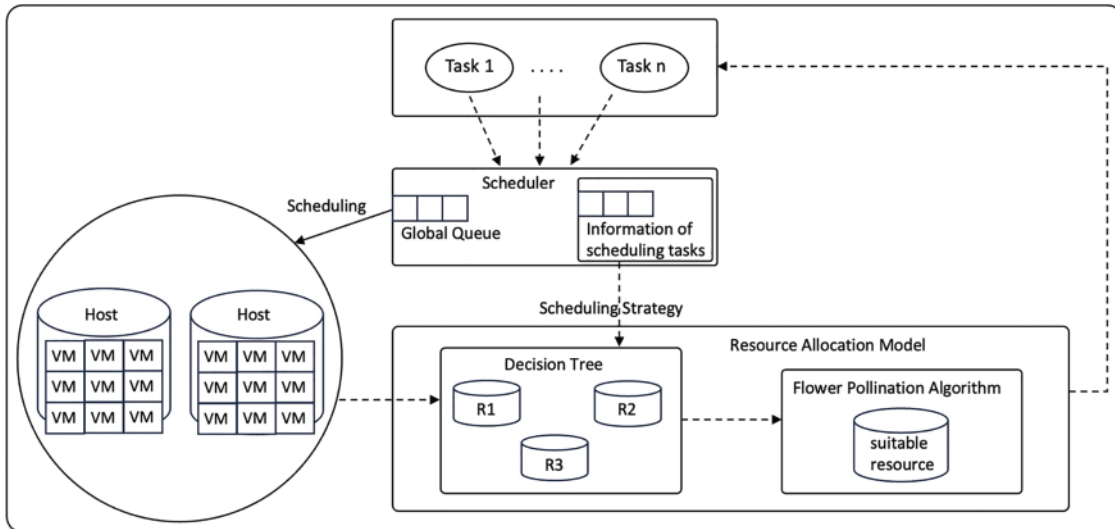 Task 1 . . . . Task n
Scheduler
Scheduling
Global Queue
Information of
scheduling tasks
Scheduling Strategy
Host Host
VM VM VM VM VM VM
VM VM VM VM VM VM
VM VM VM VM VM VM
Resource Allocation Model
Decision Tree
R1 R2
R3
Flower Pollination Algorithm
suitable
resource